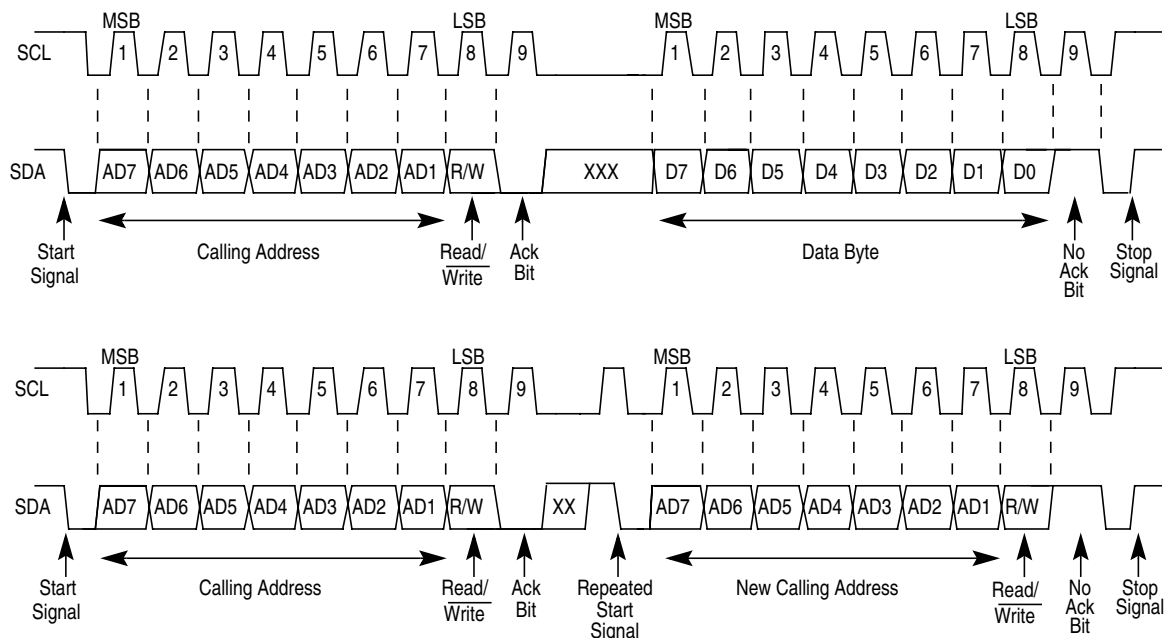 MSB LSB MSB LSB
SCL 1 2 3 4 5 6 7 8 9 1 2 3 4 5 6 7 8 9
SDA AD7 AD6 AD5 AD4 AD3 AD2 AD1 R/W XXX D7 D6 D5 D4 D3 D2 D1 D0
Start Signal
Calling Address
Read/
Write
Ack
Bit
Data Byte
No
Ack
Bit
Stop
Signal
MSB LSB MSB LSB
SCL 1 2 3 4 5 6 7 8 9 1 2 3 4 5 6 7 8 9
SDA AD7 AD6 AD5 AD4 AD3 AD2 AD1 R/W XX AD7 AD6 AD5 AD4 AD3 AD2 AD1 R/W
Start
Signal
Calling Address
Read/
Write
Ack
Bit
Repeated
Start
Signal
New Calling Address
Read/
Write
No
Ack
Bit
Stop
Signal